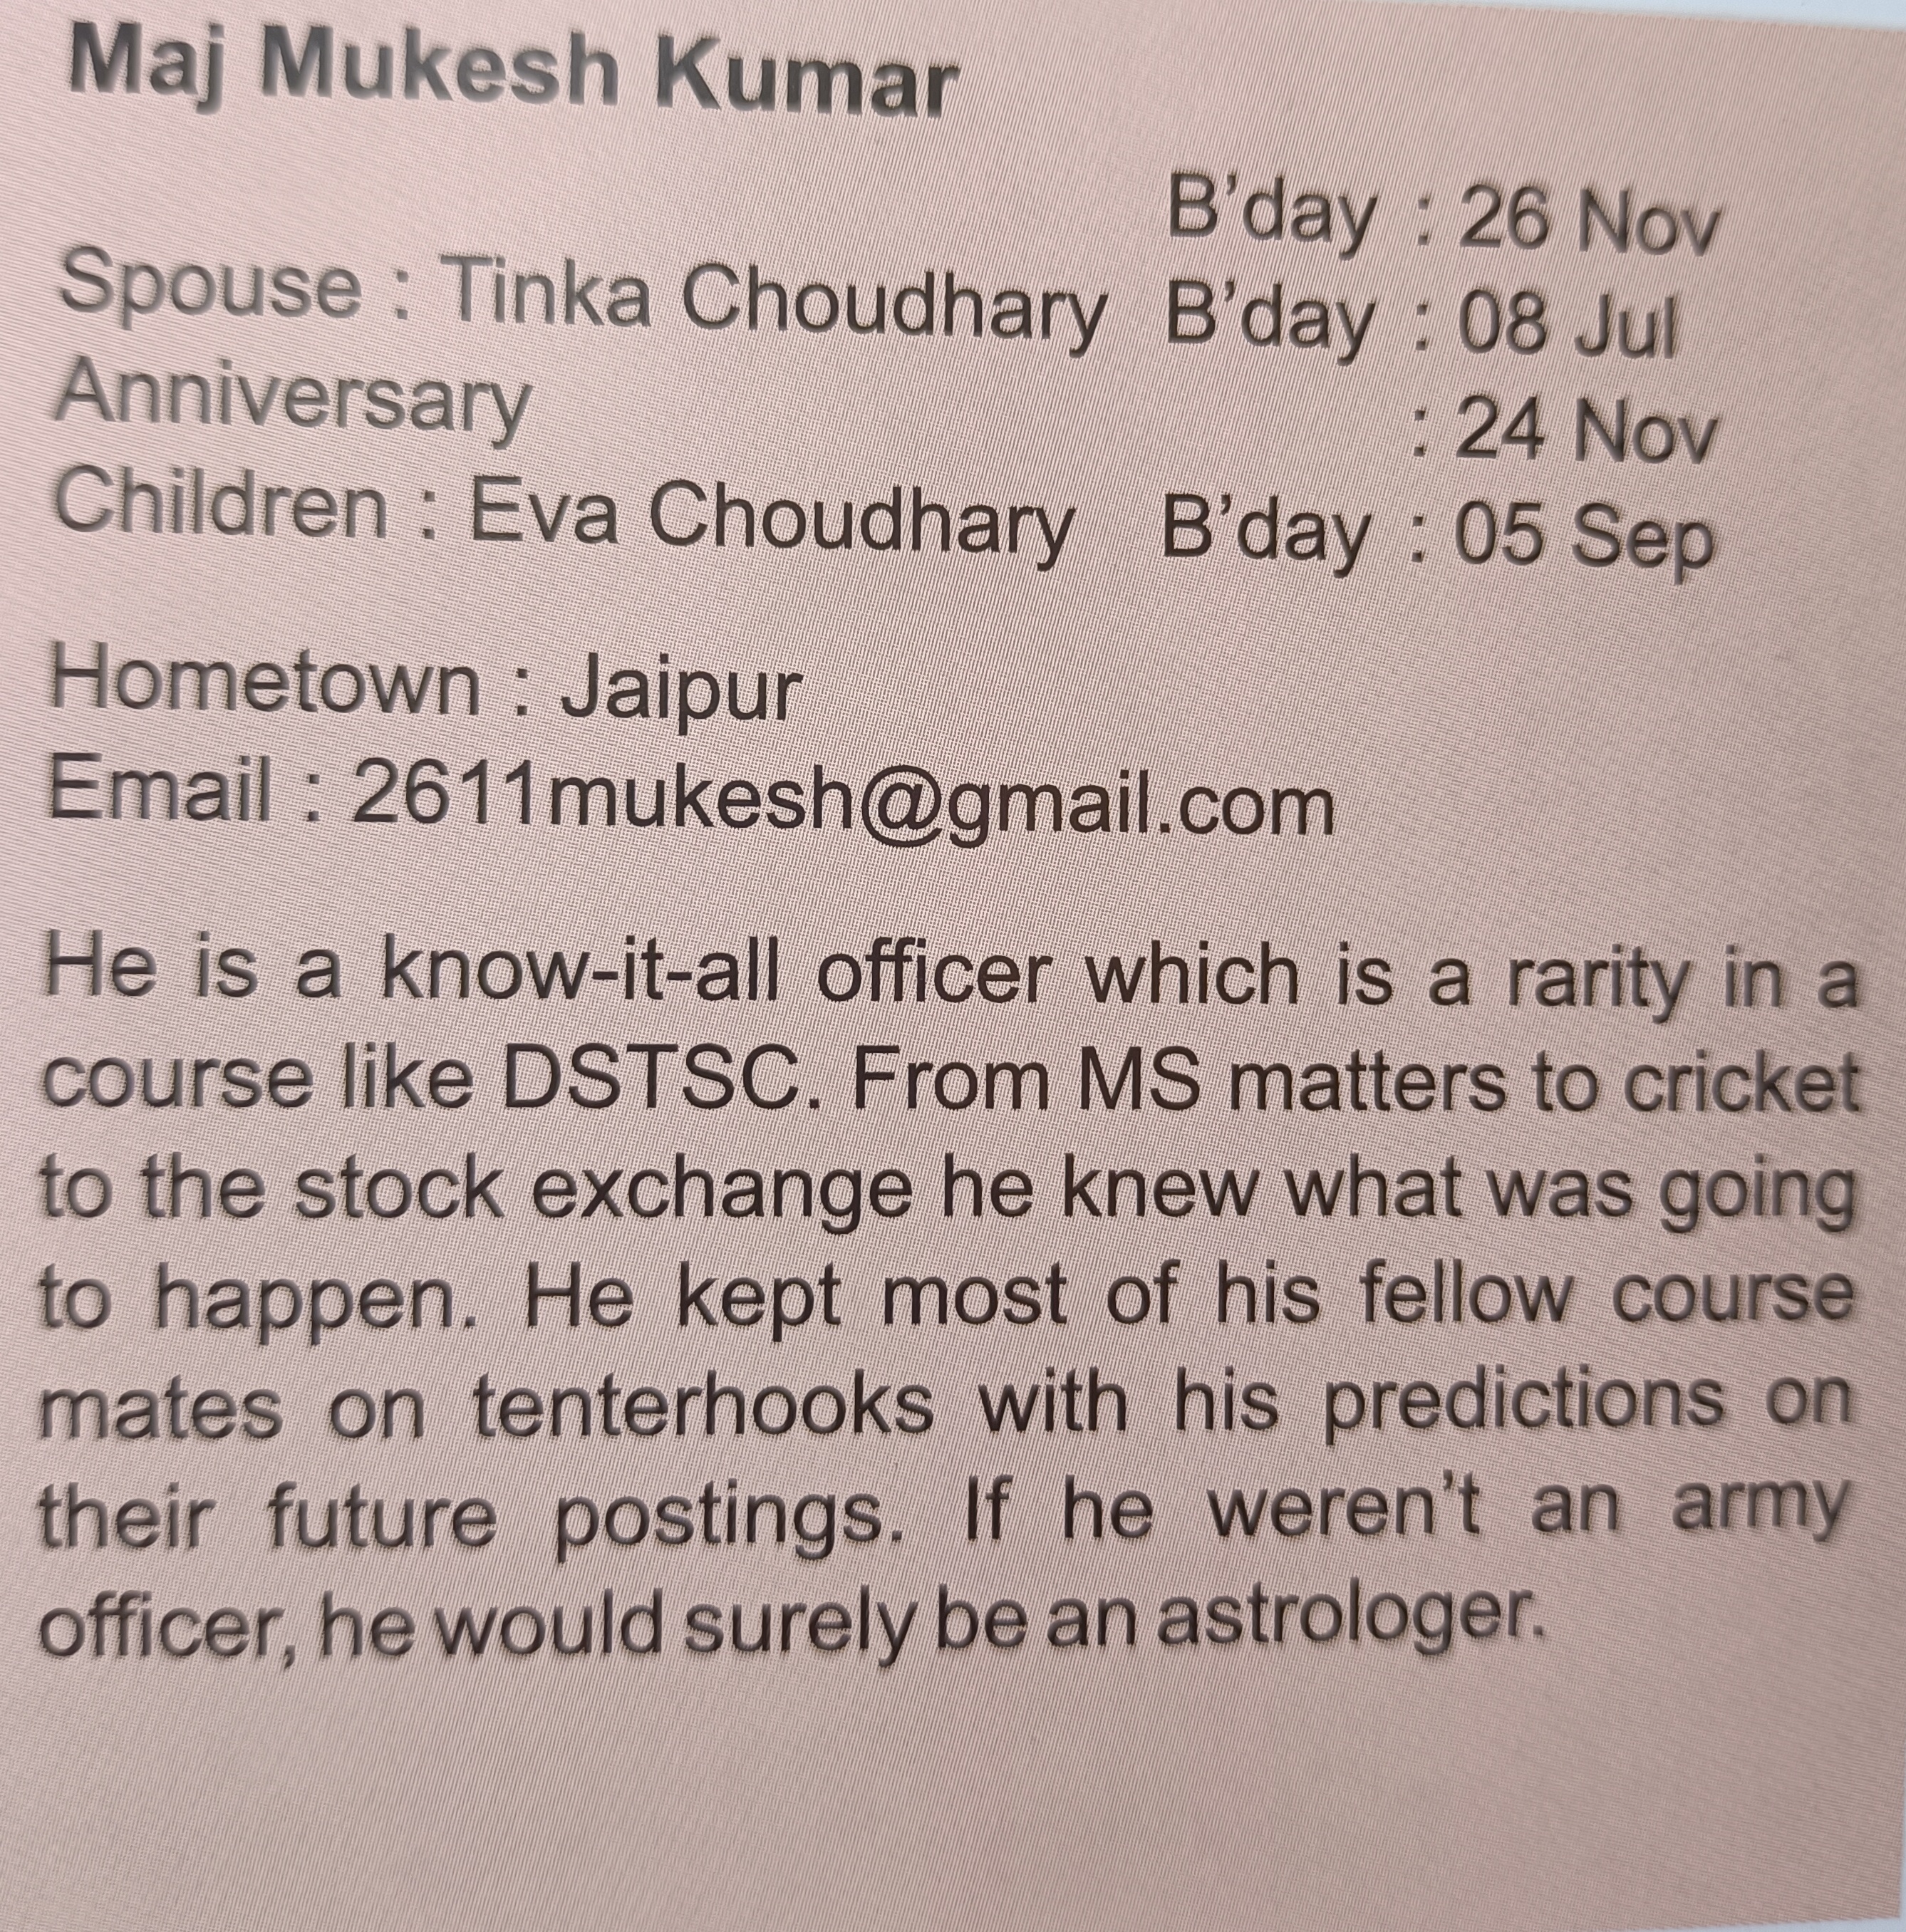 Maj Mukesh Kumar
B'day : 26 Nov
Spouse : Tinka Choudhary B'day : 08 Jul
Anniversary : 24 Nov
Children : Eva Choudhary B'day : 05 Sep
Hometown : Jaipur
Email : 2611mukesh@gmail.com
He is a know-it-all officer which is a rarity in a
course like DSTSC. From MS matters to cricket
to the stock exchange he knew what was going
to happen. He kept most of his fellow course
mates on tenterhooks with his predictions on
their future postings. If he weren't an army
officer, he would surely be an astrologer.